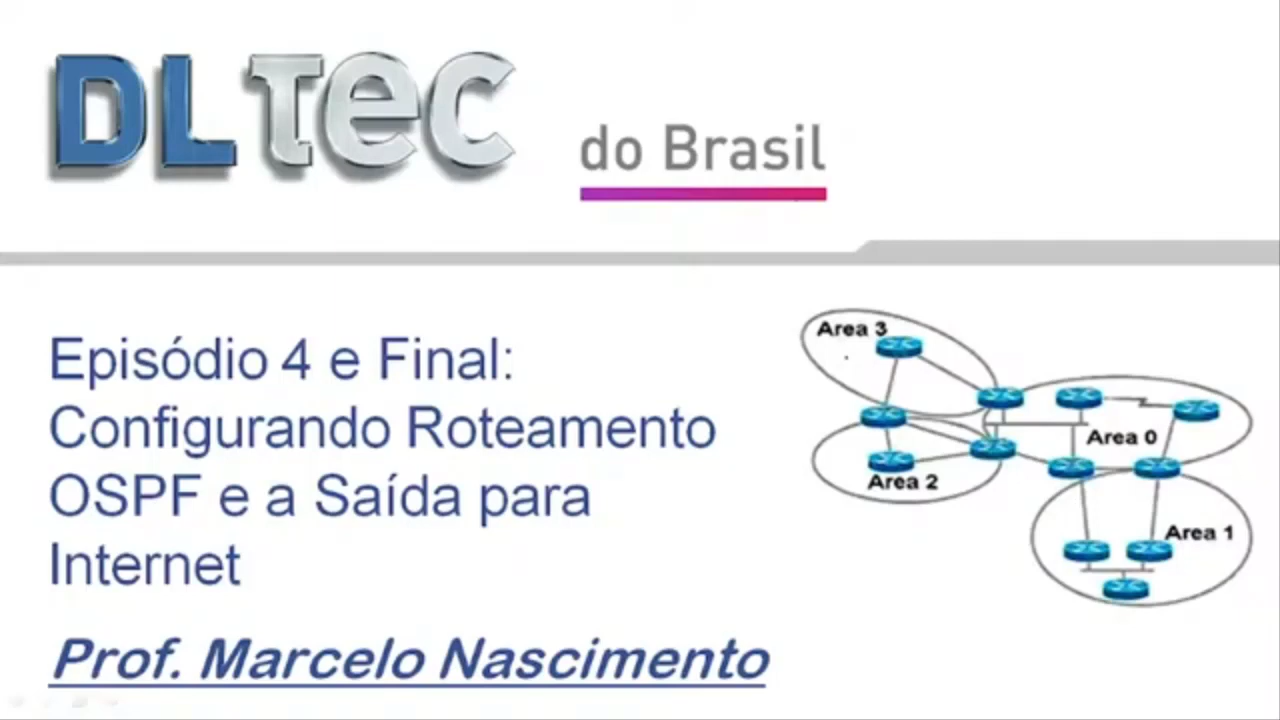 DLTEC
do Brasil
Episódio 4 e Final:
Configurando Roteamento
OSPF e a Saída para
Internet
Prof. Marcelo Nascimento
Area 3
Area 0
Area 2
Area 1